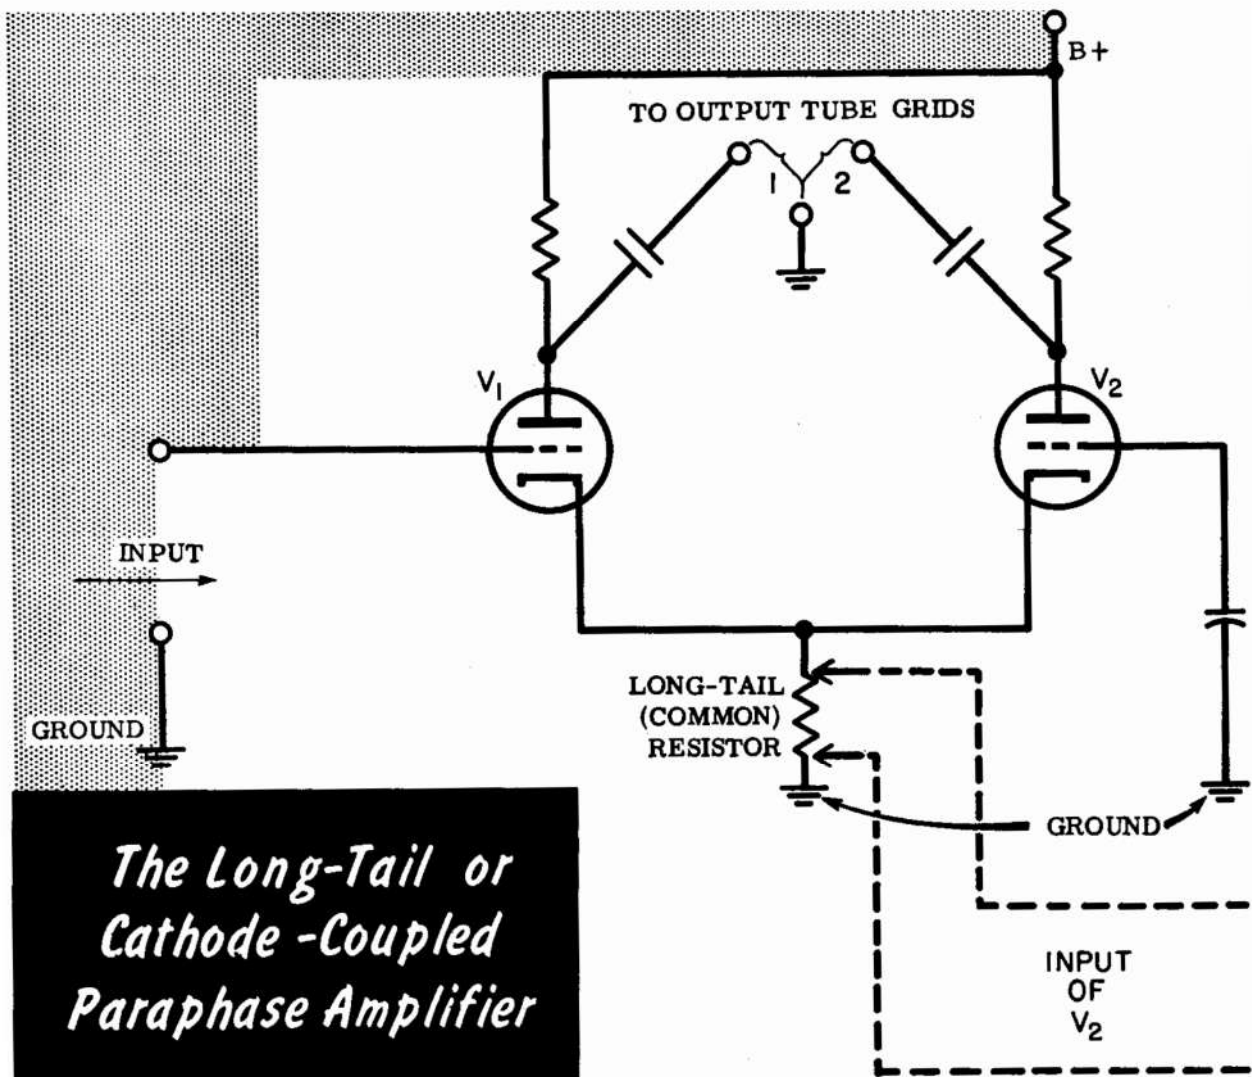 B+
TO OUTPUT TUBE GRIDS
1 2
V1
V2
INPUT
GROUND
LONG-TAIL
(COMMON)
RESISTOR
GROUND
INPUT
OF
V2
The Long-Tail or
Cathode-Coupled
Paraphase Amplifier